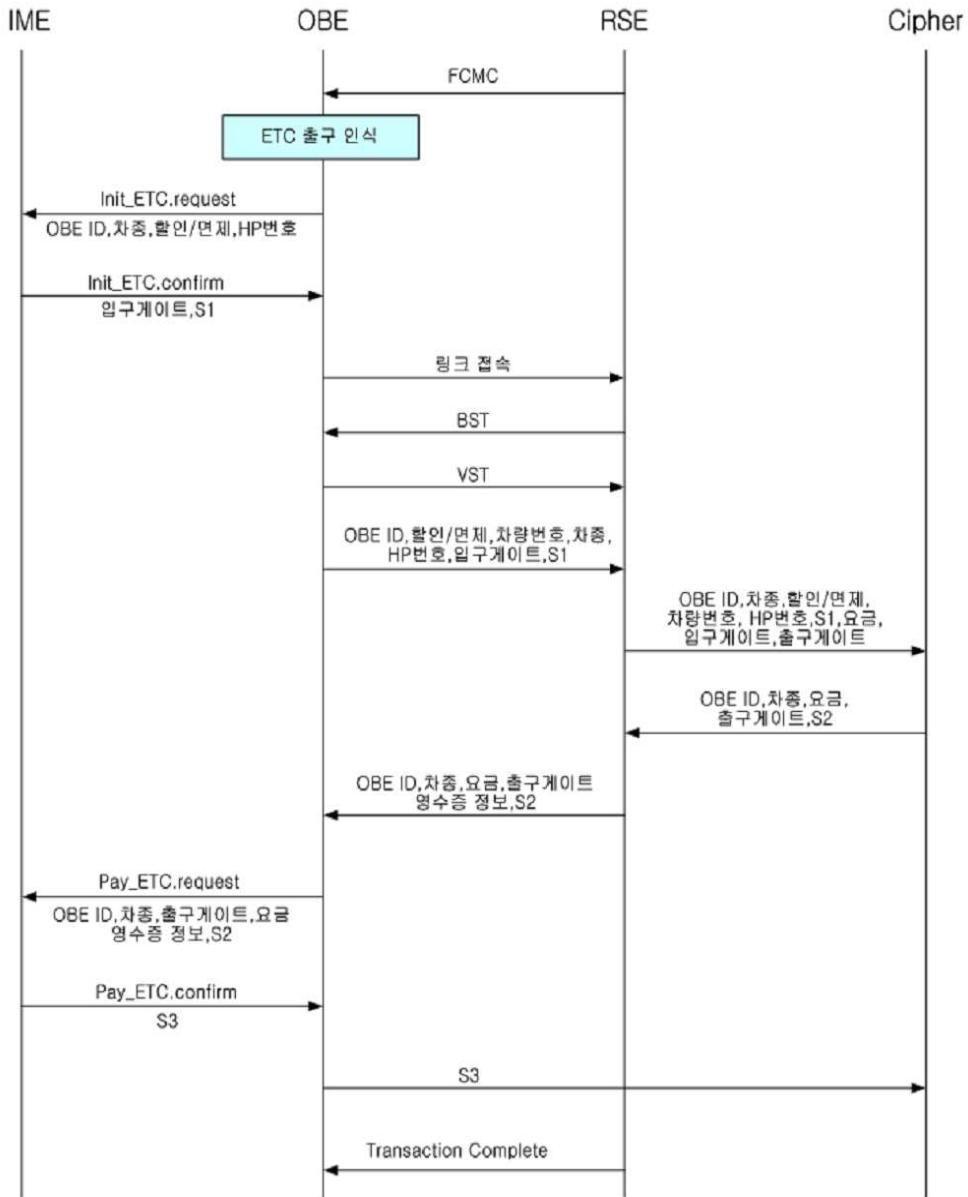 IME OBE RSE Cipher
FCMC
ETC 출구 인식
Init_ETC.request
OBE ID,차종,할인/면제,HP번호
Init_ETC.confirm
입구게이트,S1
링크 접속
BST
VST
OBE ID,할인/면제,차량번호,차종,
HP번호,입구게이트,S1
OBE ID,차종,할인/면제,
차량번호, HP번호,S1,요금,
입구게이트,출구게이트
OBE ID,차종,요금,
출구게이트,S2
OBE ID,차종,요금,출구게이트
영수증 정보,S2
Pay_ETC.request
OBE ID,차종,출구게이트,요금
영수증 정보,S2
Pay_ETC.confirm
S3
S3
Transaction Complete